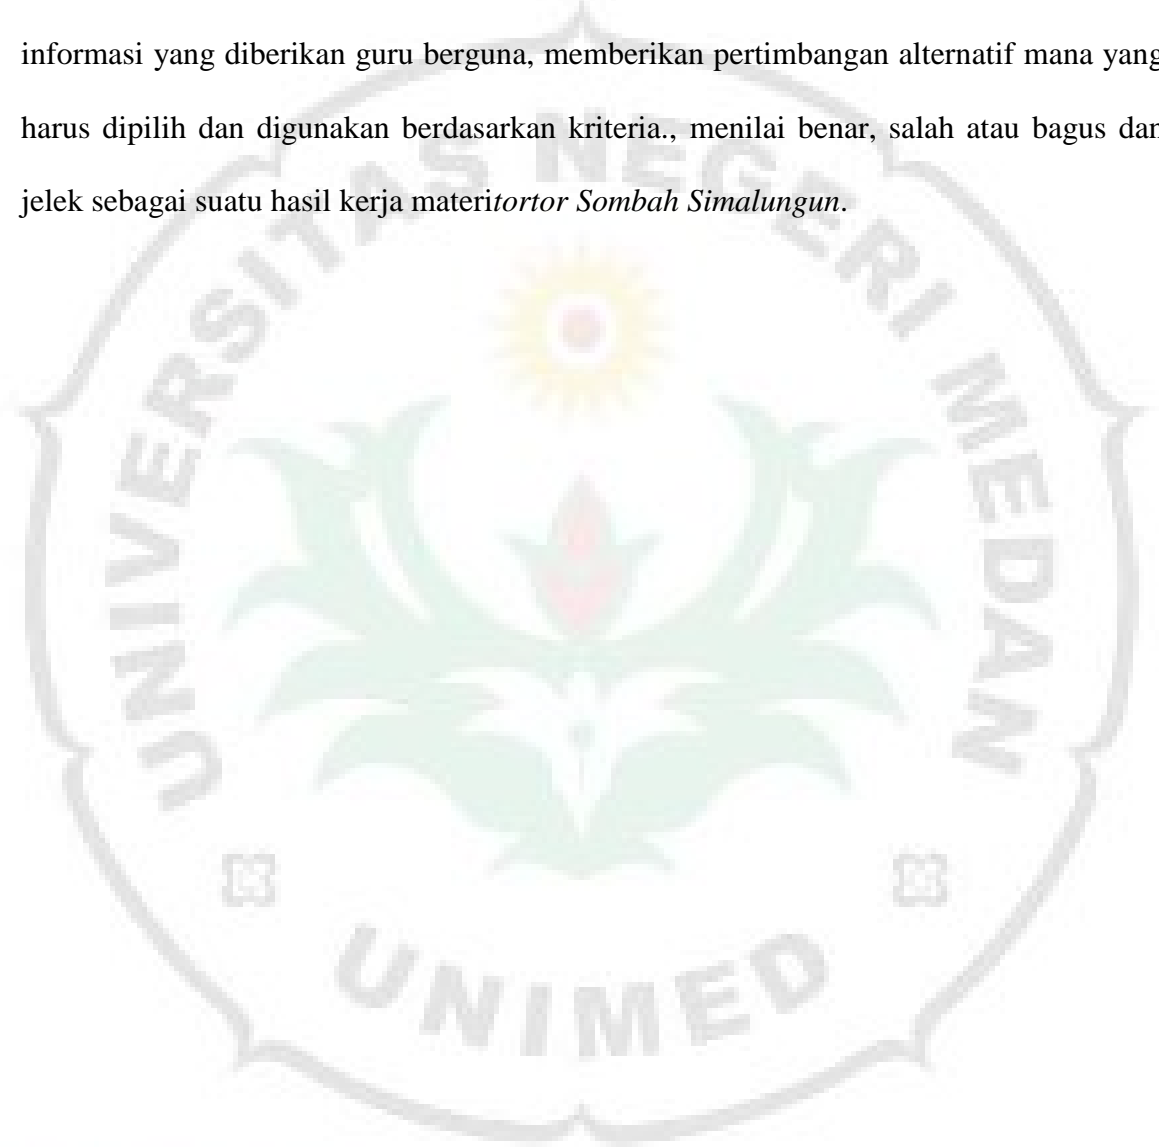 informasi yang diberikan guru berguna, memberikan pertimbangan alternatif mana yang
harus dipilih dan digunakan berdasarkan kriteria., menilai benar, salah atau bagus dan
jelek sebagai suatu hasil kerja materitortor Sombah Simalungun.
UNIVERSITAS NEGERI MEDAN
UNIMED